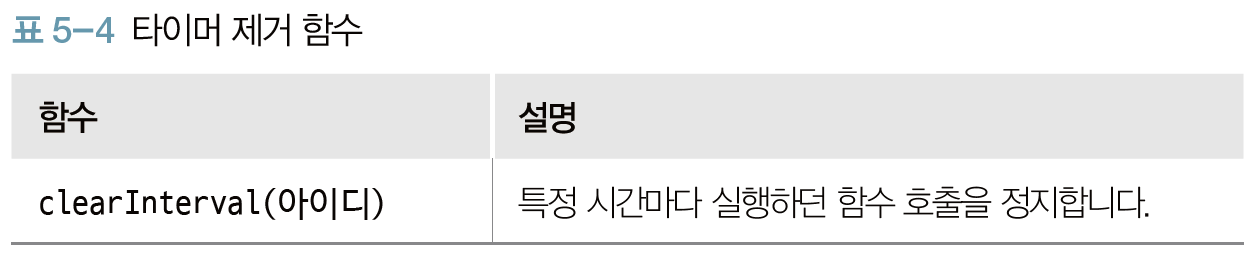 표 5-4 타이머 제거 함수
함수 설명
clearInterval(아이디) 특정 시간마다 실행하던 함수 호출을 정지합니다.